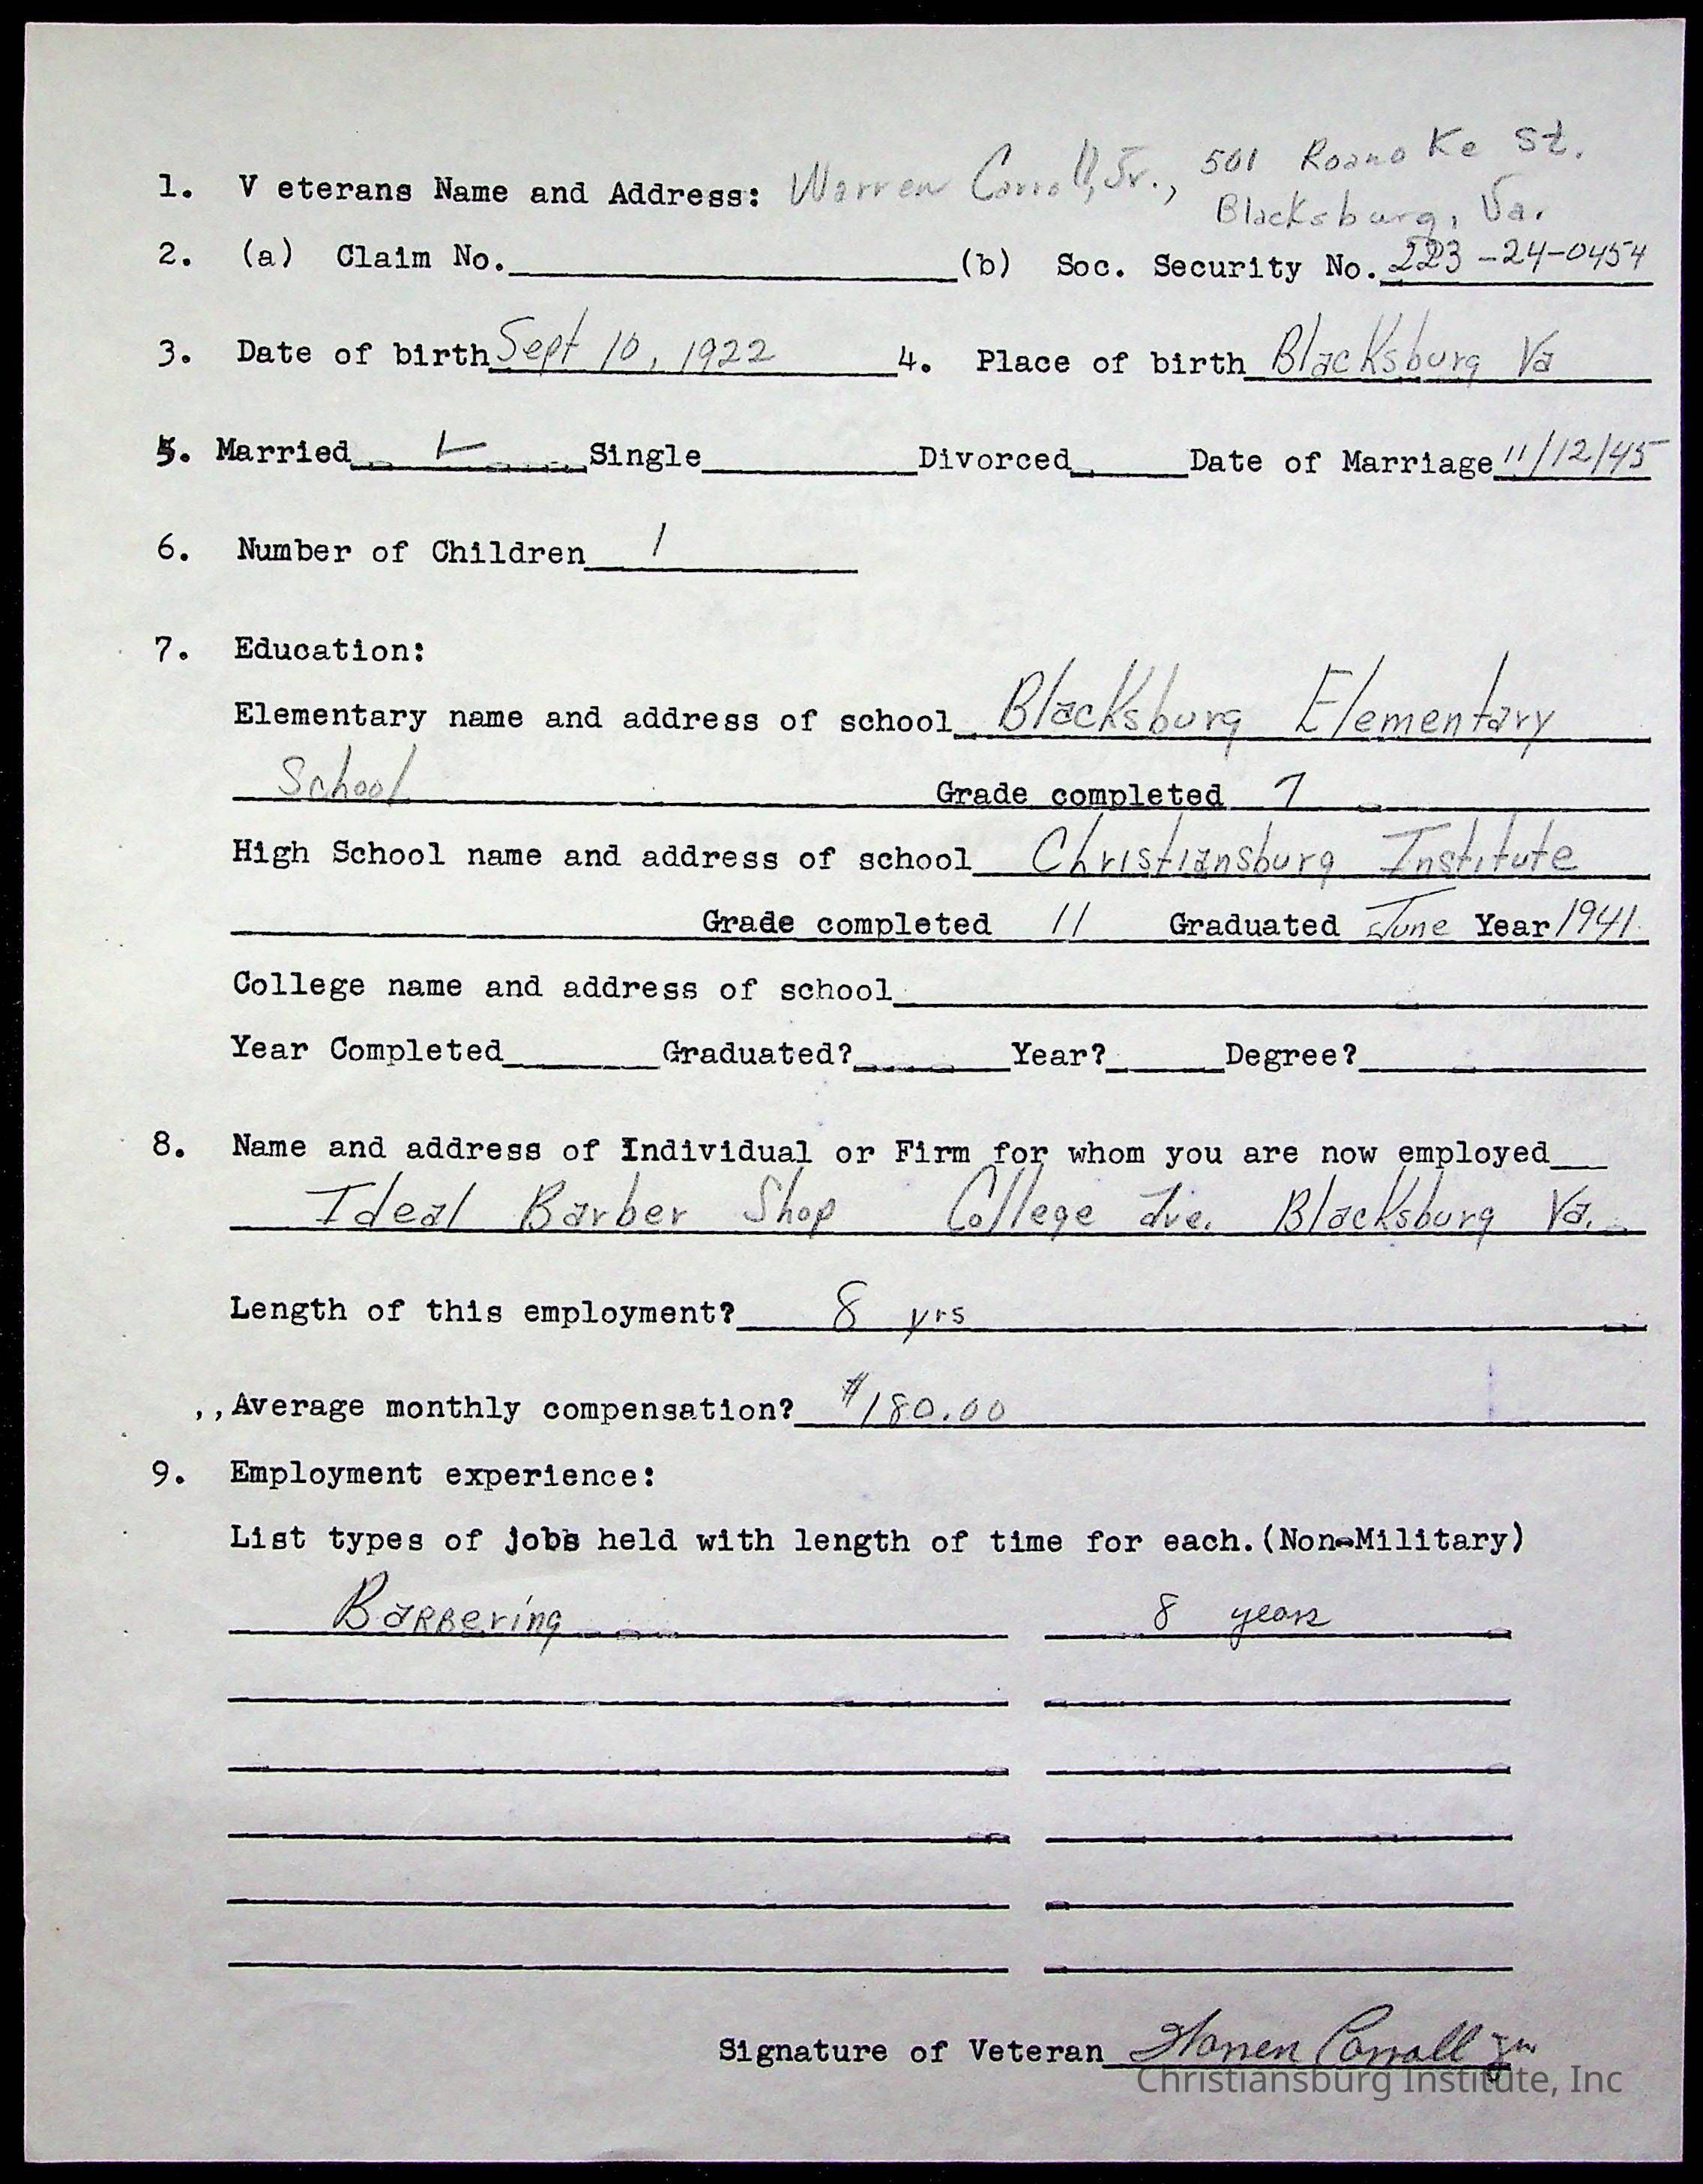 1. V eterans Name and Address: Warren Carroll, Jr., 501 Roanoke St.
Blacksburg, Va.
2. (a) Claim No. (b) Soc. Security No. 223-24-0454
3. Date of birth Sept 10, 1922 4. Place of birth Blacksburg Va
5. Married ✓ Single Divorced Date of Marriage 11/12/45
6. Number of Children 1
7. Education:
Elementary name and address of school Blacksburg Elementary
School Grade completed 7
High School name and address of school Christiansburg Institute
Grade completed 11 Graduated June Year 1941
College name and address of school
Year Completed Graduated? Year? Degree?
8. Name and address of Individual or Firm for whom you are now employed
Ideal Barber Shop College Ave. Blacksburg Va.
Length of this employment? 8 yrs
,,Average monthly compensation? $180.00
9. Employment experience:
List types of jobs held with length of time for each.(Non-Military)
Barbering 8 years
Signature of Veteran Warren Carroll Jr
Christiansburg Institute, Inc